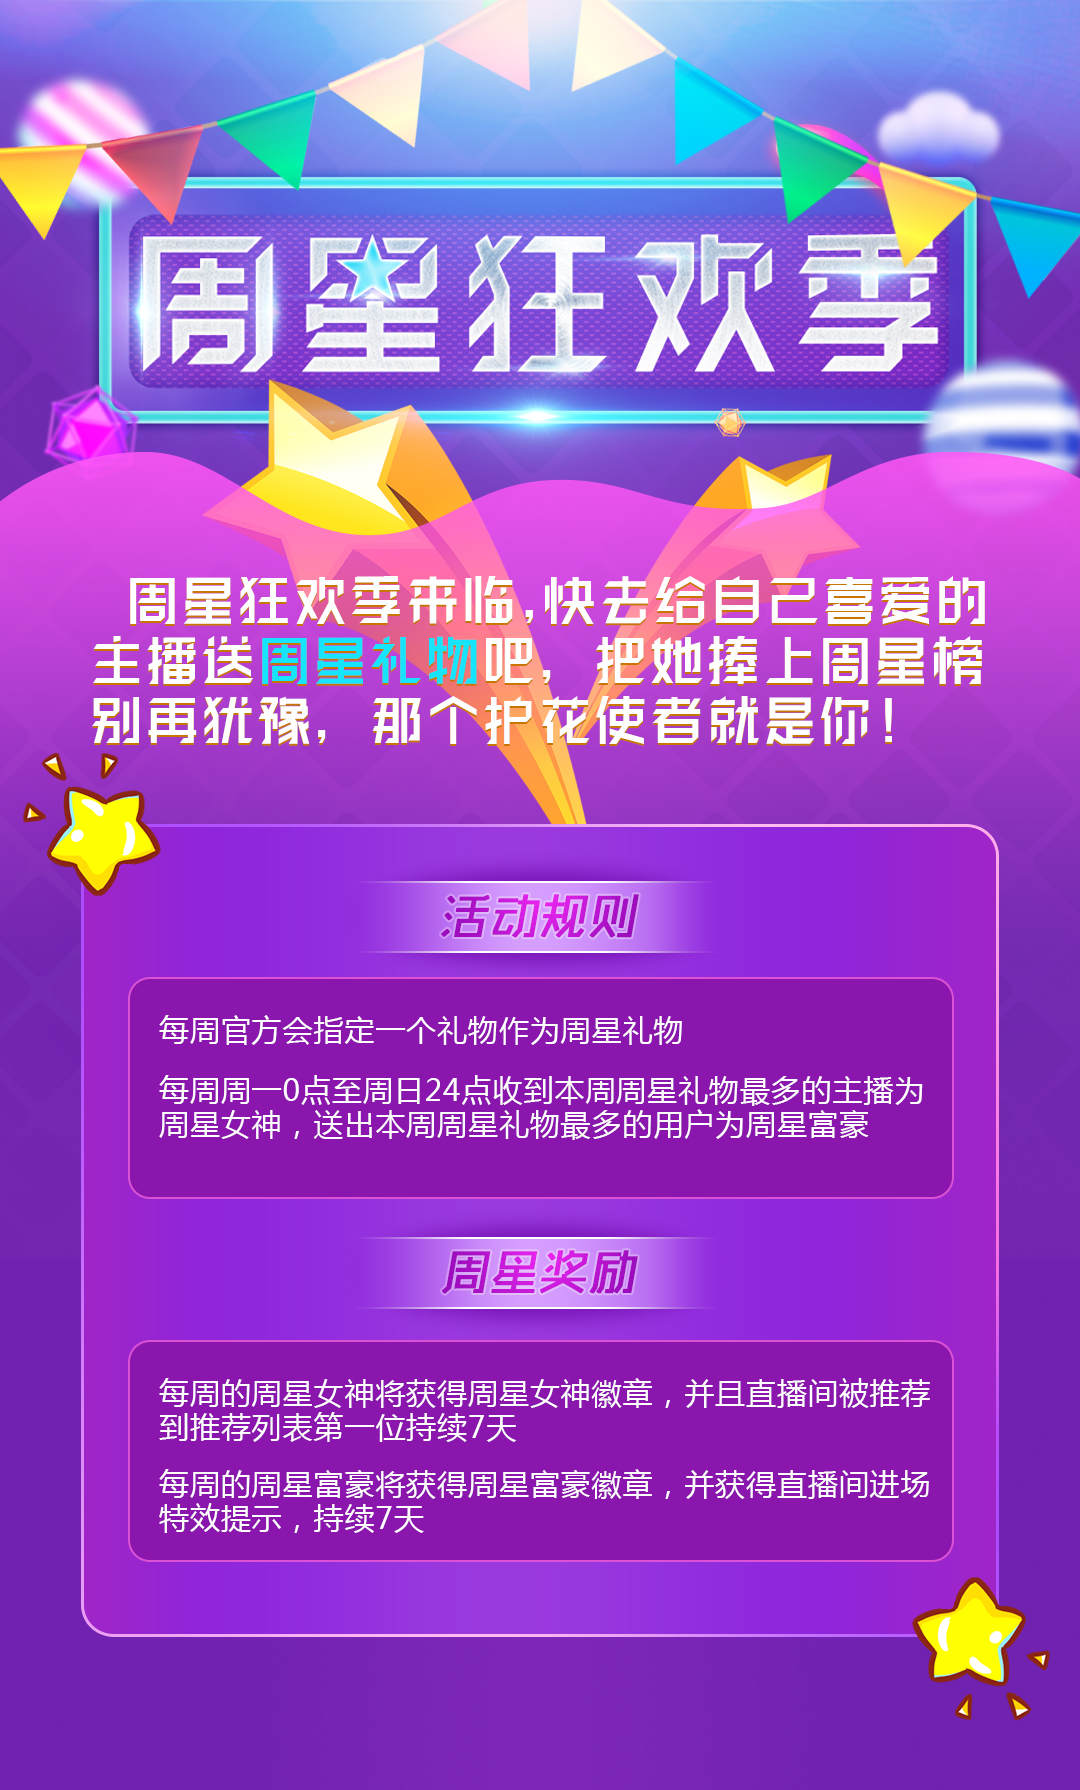 周星狂欢季
周星狂欢季来临,快去给自己喜爱的
主播送周星礼物吧，把她捧上周星榜
别再犹豫，那个护花使者就是你！
活动规则
每周官方会指定一个礼物作为周星礼物
每周周一0点至周日24点收到本周周星礼物最多的主播为
周星女神，送出本周周星礼物最多的用户为周星富豪
周星奖励
每周的周星女神将获得周星女神徽章，并且直播间被推荐
到推荐列表第一位持续7天
每周的周星富豪将获得周星富豪徽章，并获得直播间进场
特效提示，持续7天